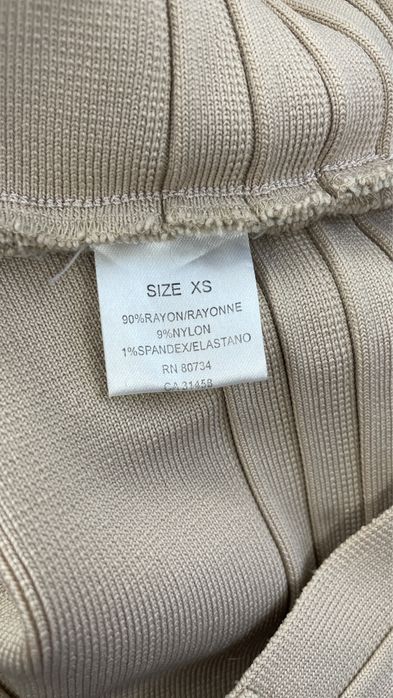 SIZE XS
90%RAYON/RAYONNE
9%NYLON
1%SPANDEX/ELASTANO
RN 80734
CA 31458